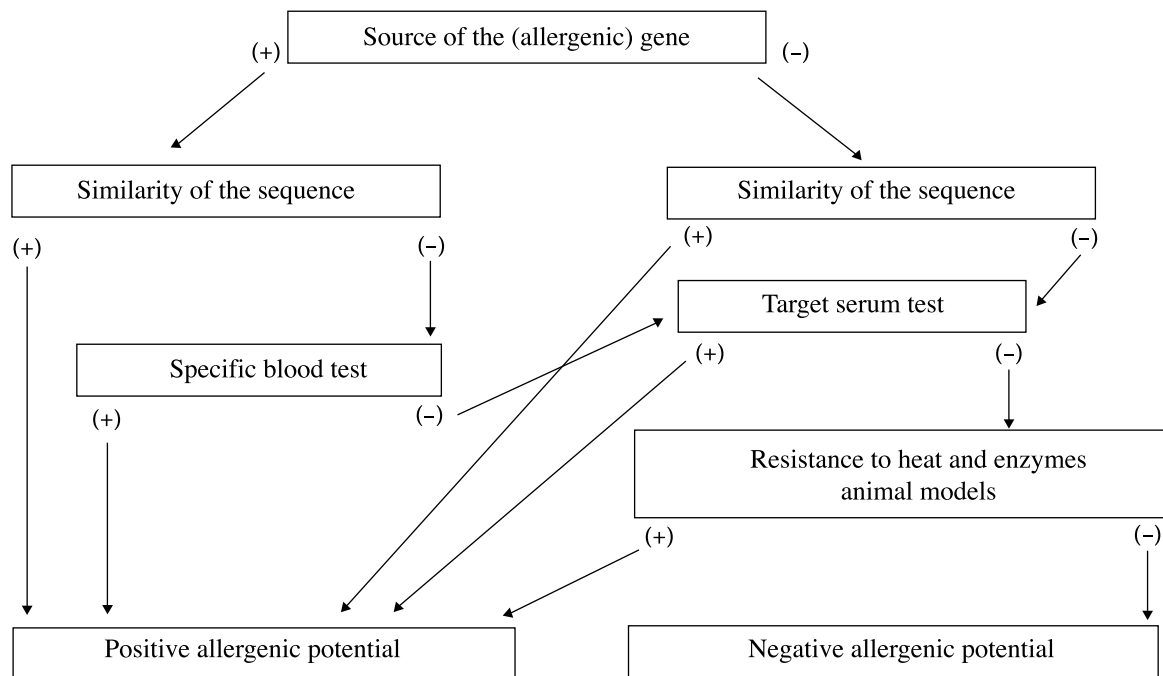 Source of the (allergenic) gene
(+)
(–)
Similarity of the sequence
Similarity of the sequence
(+)
(–)
(+)
(–)
Target serum test
Specific blood test
(+)
(–)
(+)
(–)
Resistance to heat and enzymes
animal models
(+)
(–)
Positive allergenic potential
Negative allergenic potential